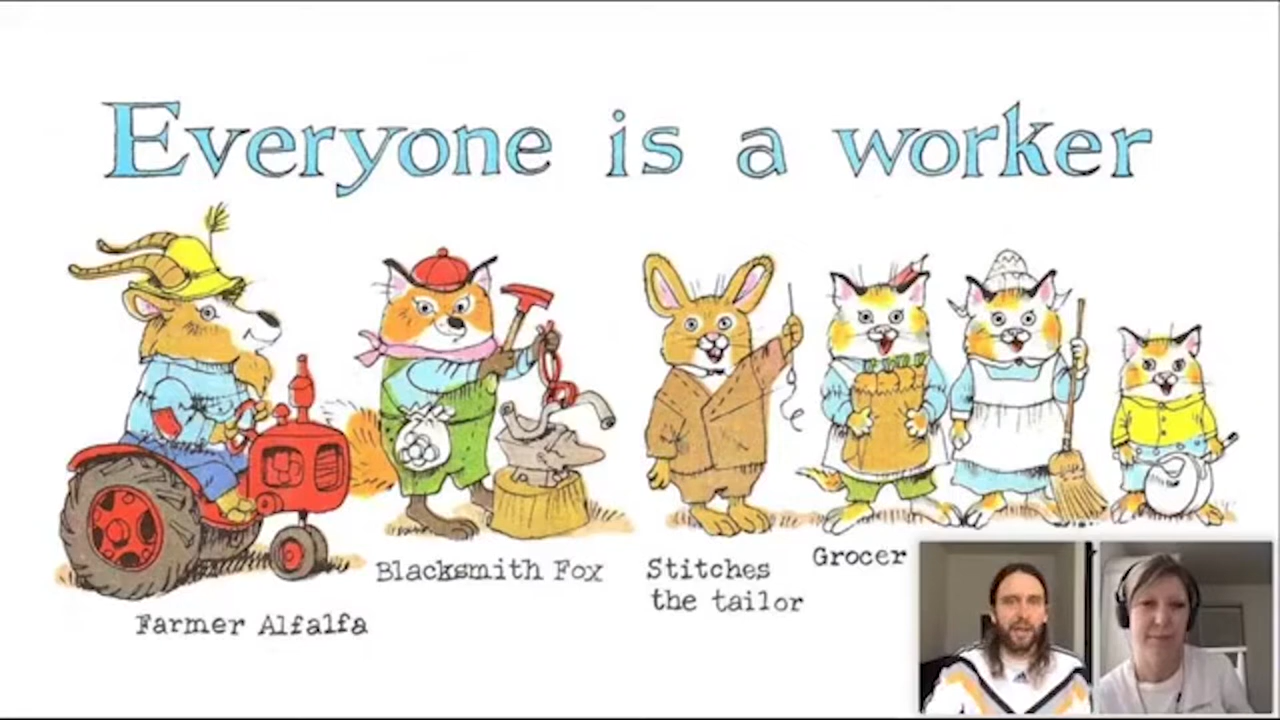 Everyone is a worker
Farmer Alfalfa
Blacksmith Fox
Stitches
the tailor
Grocer